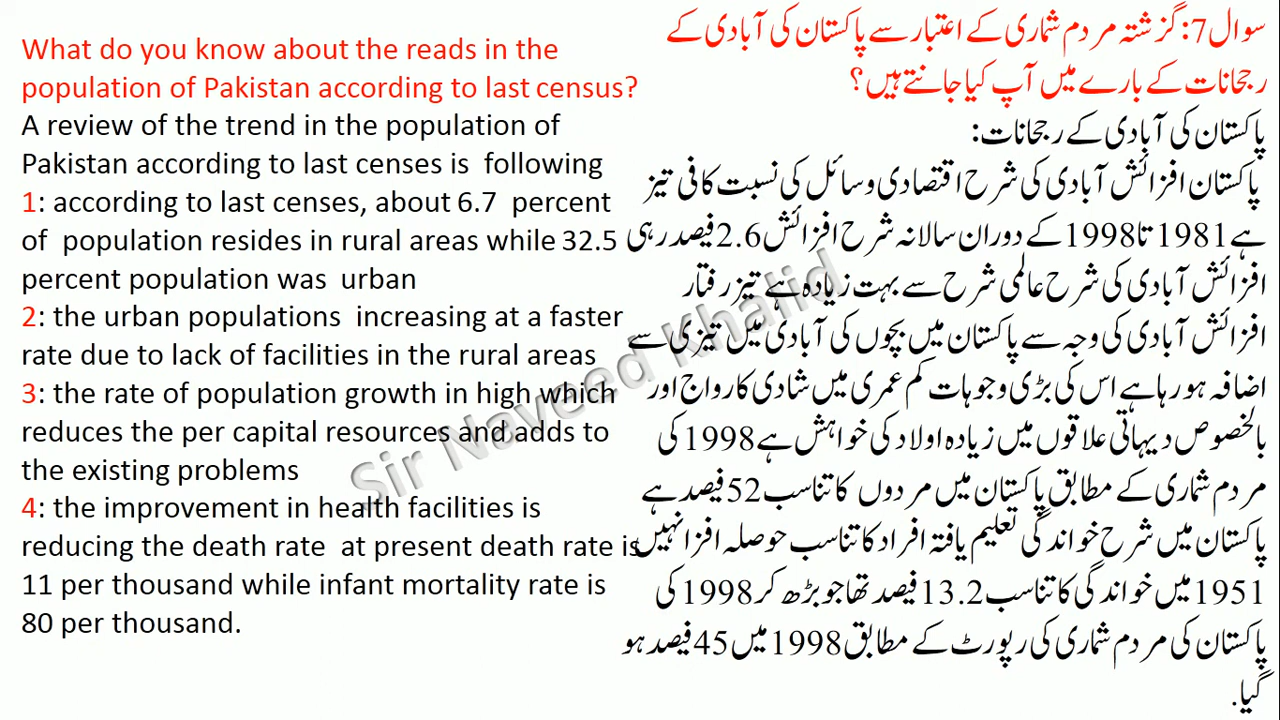 What do you know about the reads in the
population of Pakistan according to last census?
A review of the trend in the population of
Pakistan according to last censes is following
1: according to last censes, about 6.7 percent
of population resides in rural areas while 32.5
percent population was urban
2: the urban populations increasing at a faster
rate due to lack of facilities in the rural areas
3: the rate of population growth in high which
reduces the per capital resources and adds to
the existing problems
4: the improvement in health facilities is
reducing the death rate at present death rate is
11 per thousand while infant mortality rate is
80 per thousand.
سوال7: گزشتہ مردم شماری کے اعتبار سے پاکستان کی آبادی کے
رجحانات کے بارے میں آپ کیا جانتے ہیں؟
پاکستان کی آبادی کے رجحانات:
پاکستان افزائش آبادی کی شرح اقتصادی وسائل کی نسبت کافی تیز
ہے 1981 تا 1998 کے دوران سالانہ شرح افزائش 2.6 فیصد رہی
افزائش آبادی کی شرح عالمی شرح سے بہت زیادہ ہے تیز رفتار
افزائش آبادی کی وجہ سے پاکستان میں بچوں کی آبادی میں تیزی سے
اضافہ ہو رہا ہے اس کی بڑی وجوہات کم عمری میں شادی کا رواج اور
بالخصوص دیہاتی علاقوں میں زیادہ اولاد کی خواہش ہے 1998 کی
مردم شماری کے مطابق پاکستان میں مردوں کا تناسب 52 فیصد ہے
پاکستان میں شرح خواندگی تعلیم یافتہ افراد کا تناسب حوصلہ افزا نہیں
1951 میں خواندگی کا تناسب 13.2 فیصد تھا جو بڑھ کر 1998 کی
پاکستان کی مردم شماری کی رپورٹ کے مطابق 1998 میں 45 فیصد ہو
گیا.
Sir Naveed Khalid